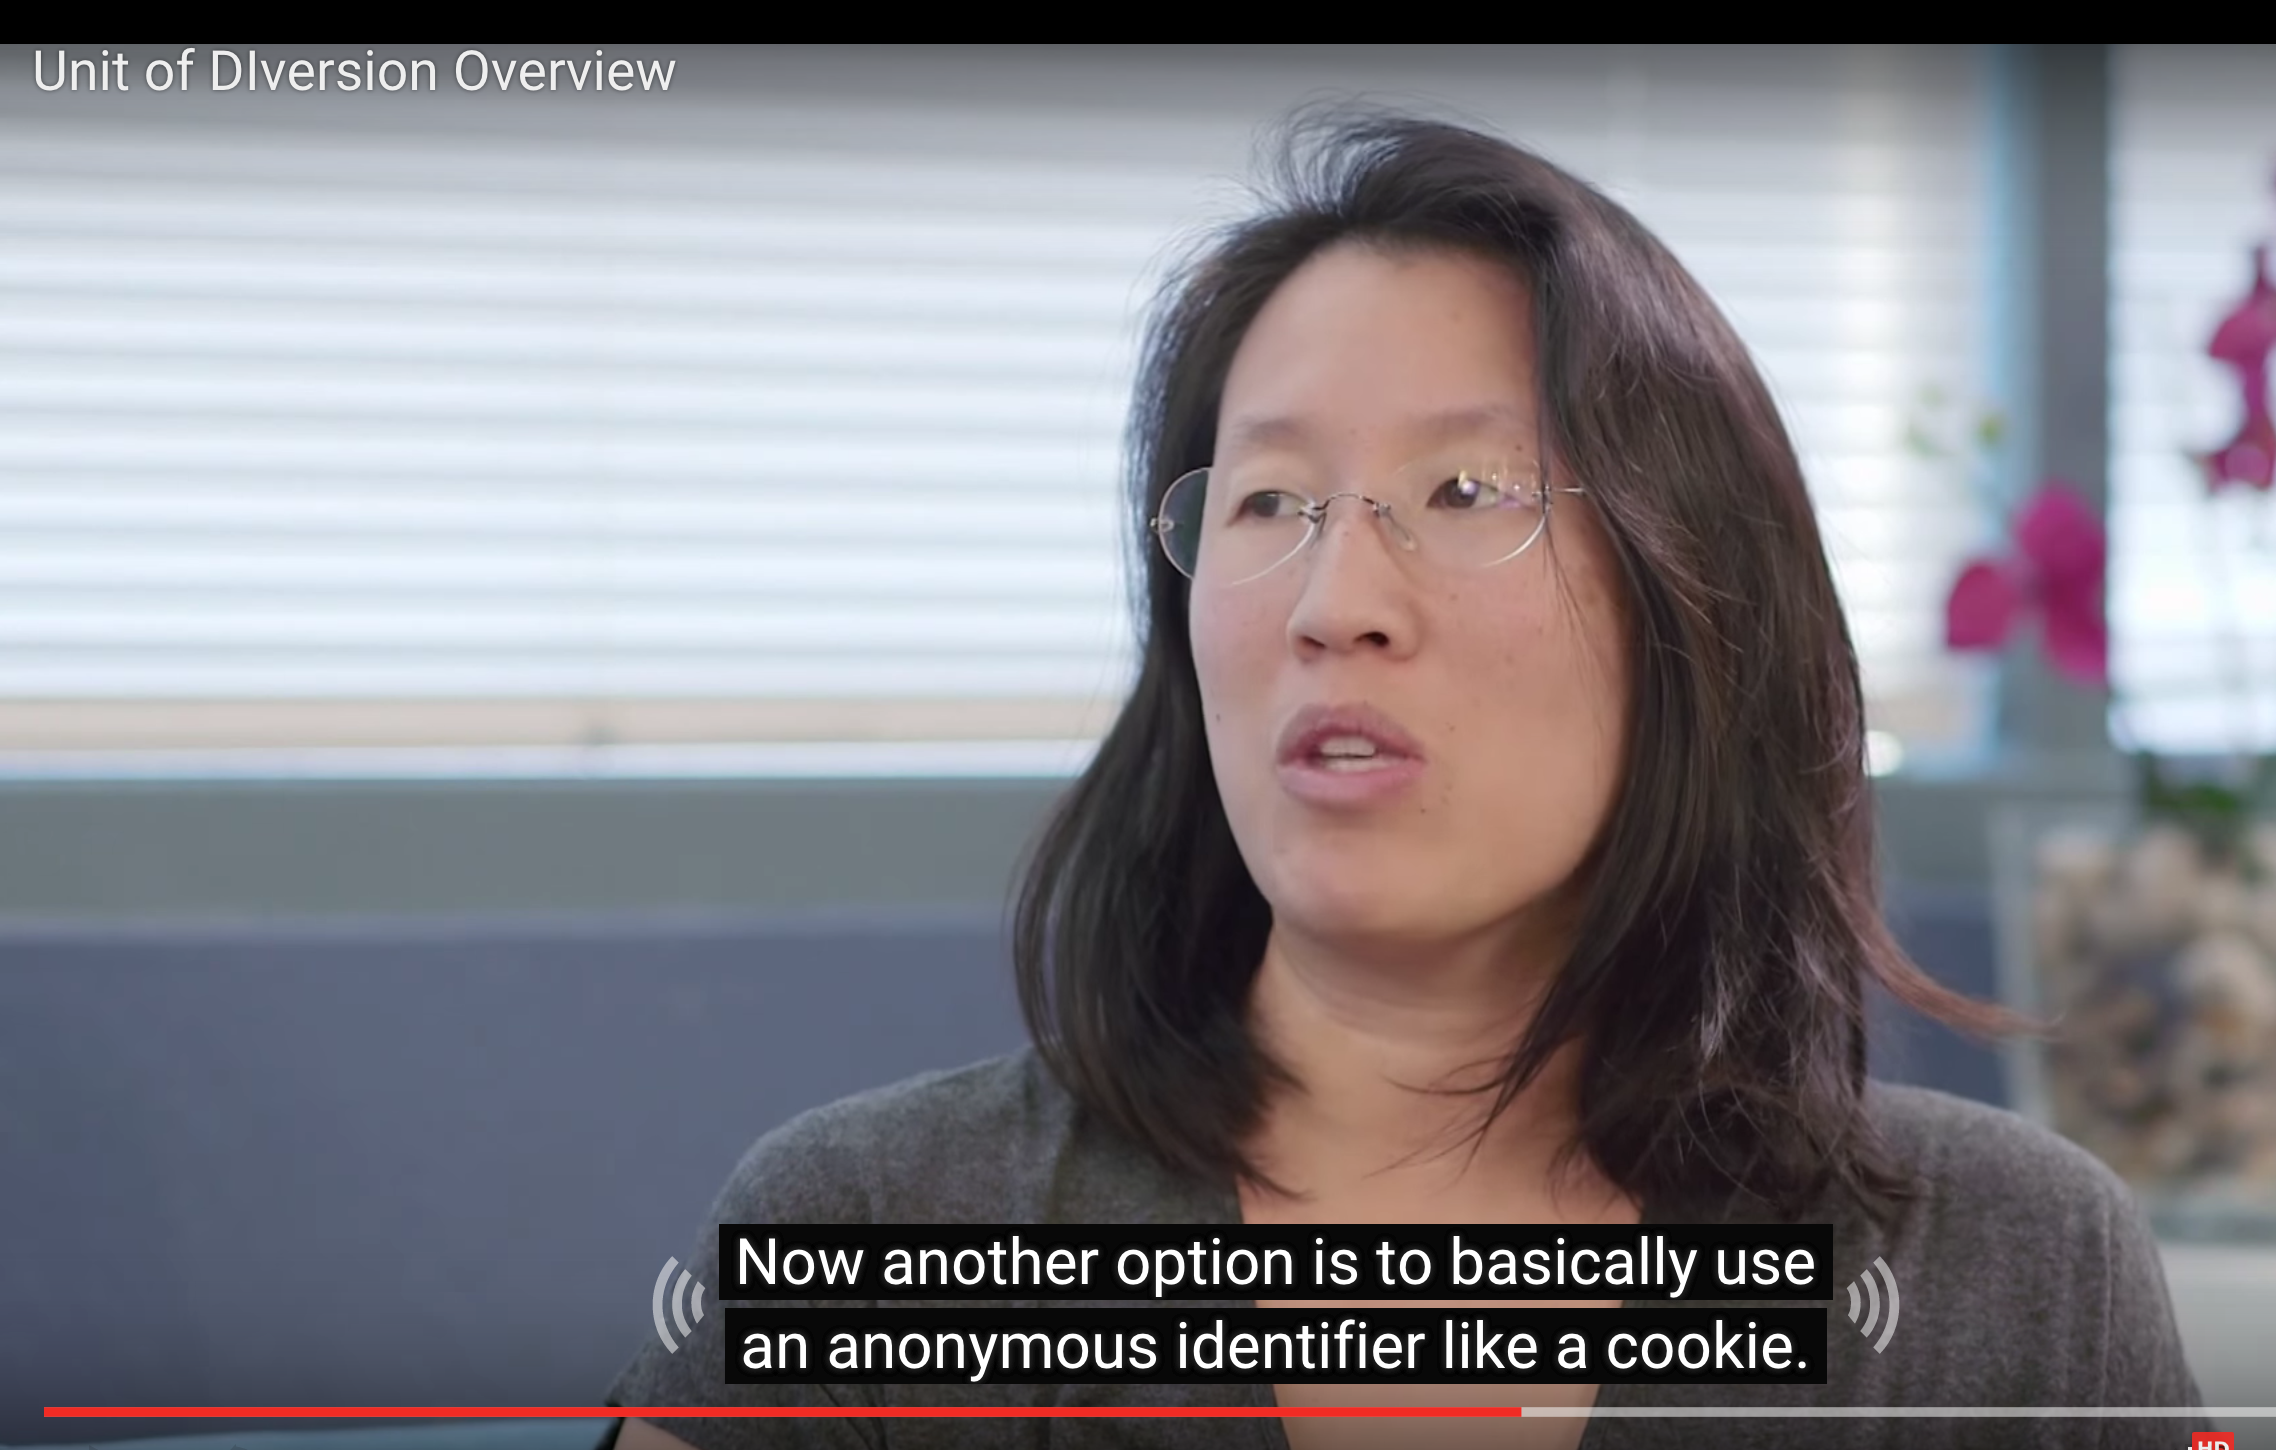 Unit of DIversion Overview
Now another option is to basically use
an anonymous identifier like a cookie.
HD